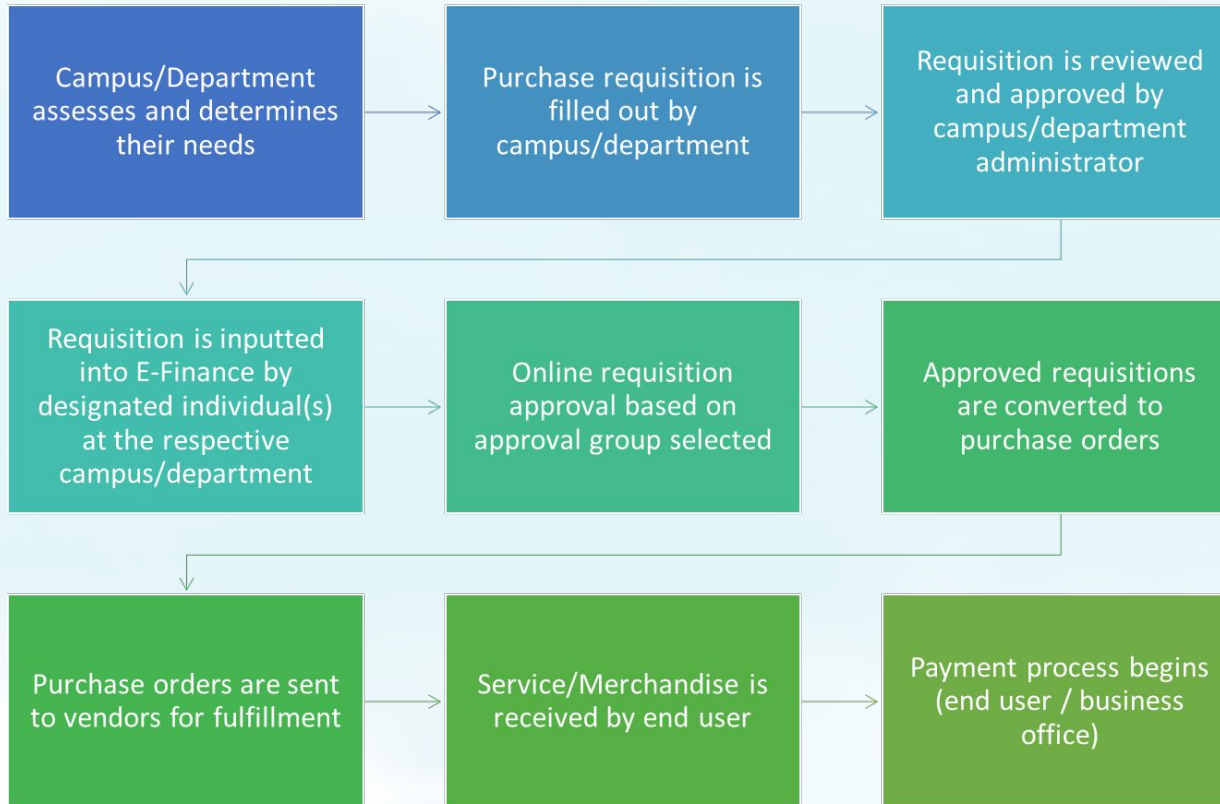 Campus/Department
assesses and determines
their needs
Purchase requisition is
filled out by
campus/department
Requisition is reviewed
and approved by
campus/department
administrator
Requisition is inputted
into E-Finance by
designated individual(s)
at the respective
campus/department
Online requisition
approval based on
approval group selected
Approved requisitions
are converted to
purchase orders
Purchase orders are sent
to vendors for fulfillment
Service/Merchandise is
received by end user
Payment process begins
(end user / business
office)